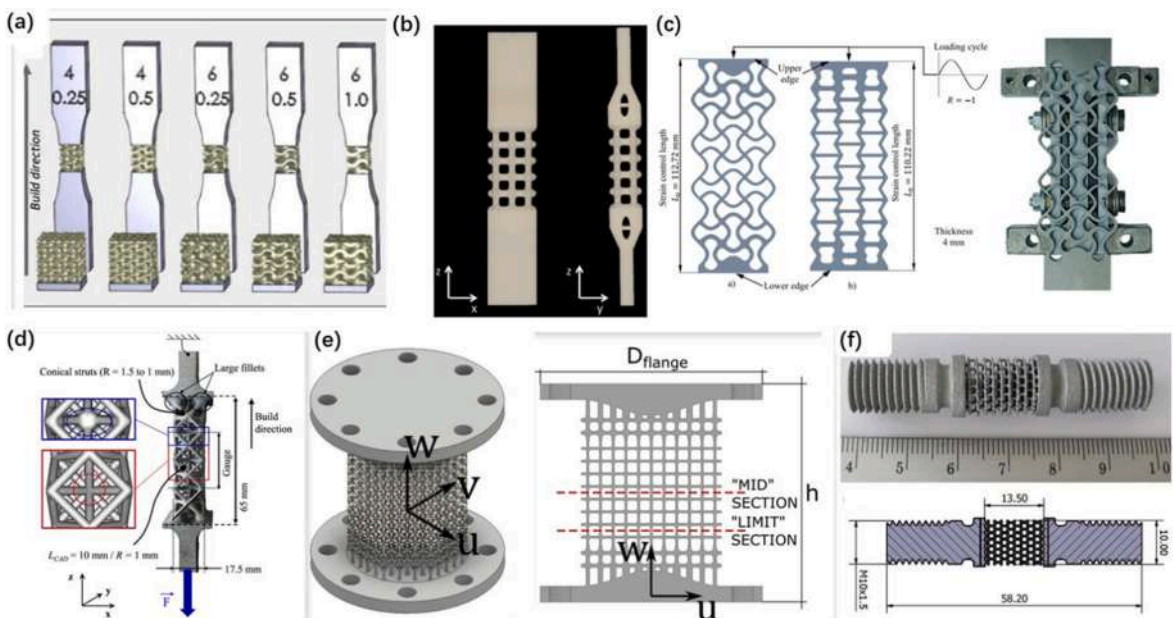 (a)
Build direction
4
0.25
4
0.5
6
0.25
6
0.5
6
1.0
(b)
z
x
z
y
(c)
Upper
edge
Loading cycle
R = −1
Strain control length
L₀ = 112.72 mm
Strain control length
L₀ = 110.22 mm
Thickness
4 mm
Lower edge
a)
b)
(d)
Large fillets
Conical struts (R = 1.5 to 1 mm)
Build
direction
Gauge
65 mm
L_CAD = 10 mm / R = 1 mm
17.5 mm
F
z
y
x
(e)
W
V
u
D_flange
h
"MID"
SECTION
"LIMIT"
SECTION
W
u
(f)
4 5 6 7 8 9 10
13.50
M10x1.5
10.00
58.20